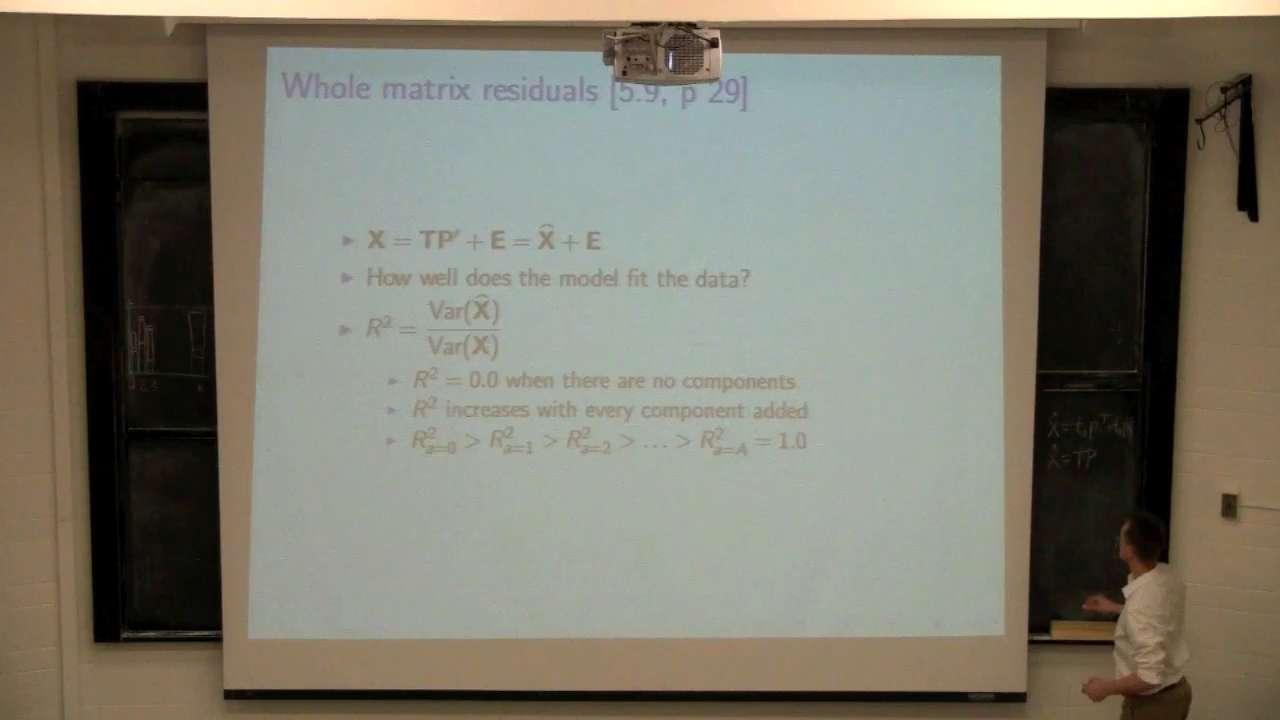 Whole matrix residuals [5.9, p 29]
► X = TP′ + E = X̂ + E
► How well does the model fit the data?
► R² = Var(X̂) / Var(X)
► R² = 0.0 when there are no components
► R² increases with every component added
► R²ₐ₌₀ > R²ₐ₌₁ > R²ₐ₌₂ > … > R²ₐ₌A = 1.0
X̂ = TP